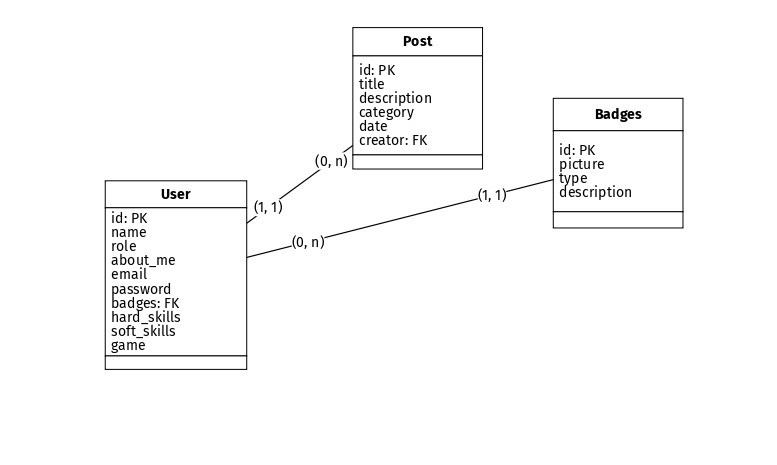 Post
id: PK
title
description
category
date
creator: FK
Badges
id: PK
picture
type
description
(0, n)
(1, 1)
(1, 1)
(0, n)
User
id: PK
name
role
about_me
email
password
badges: FK
hard_skills
soft_skills
game